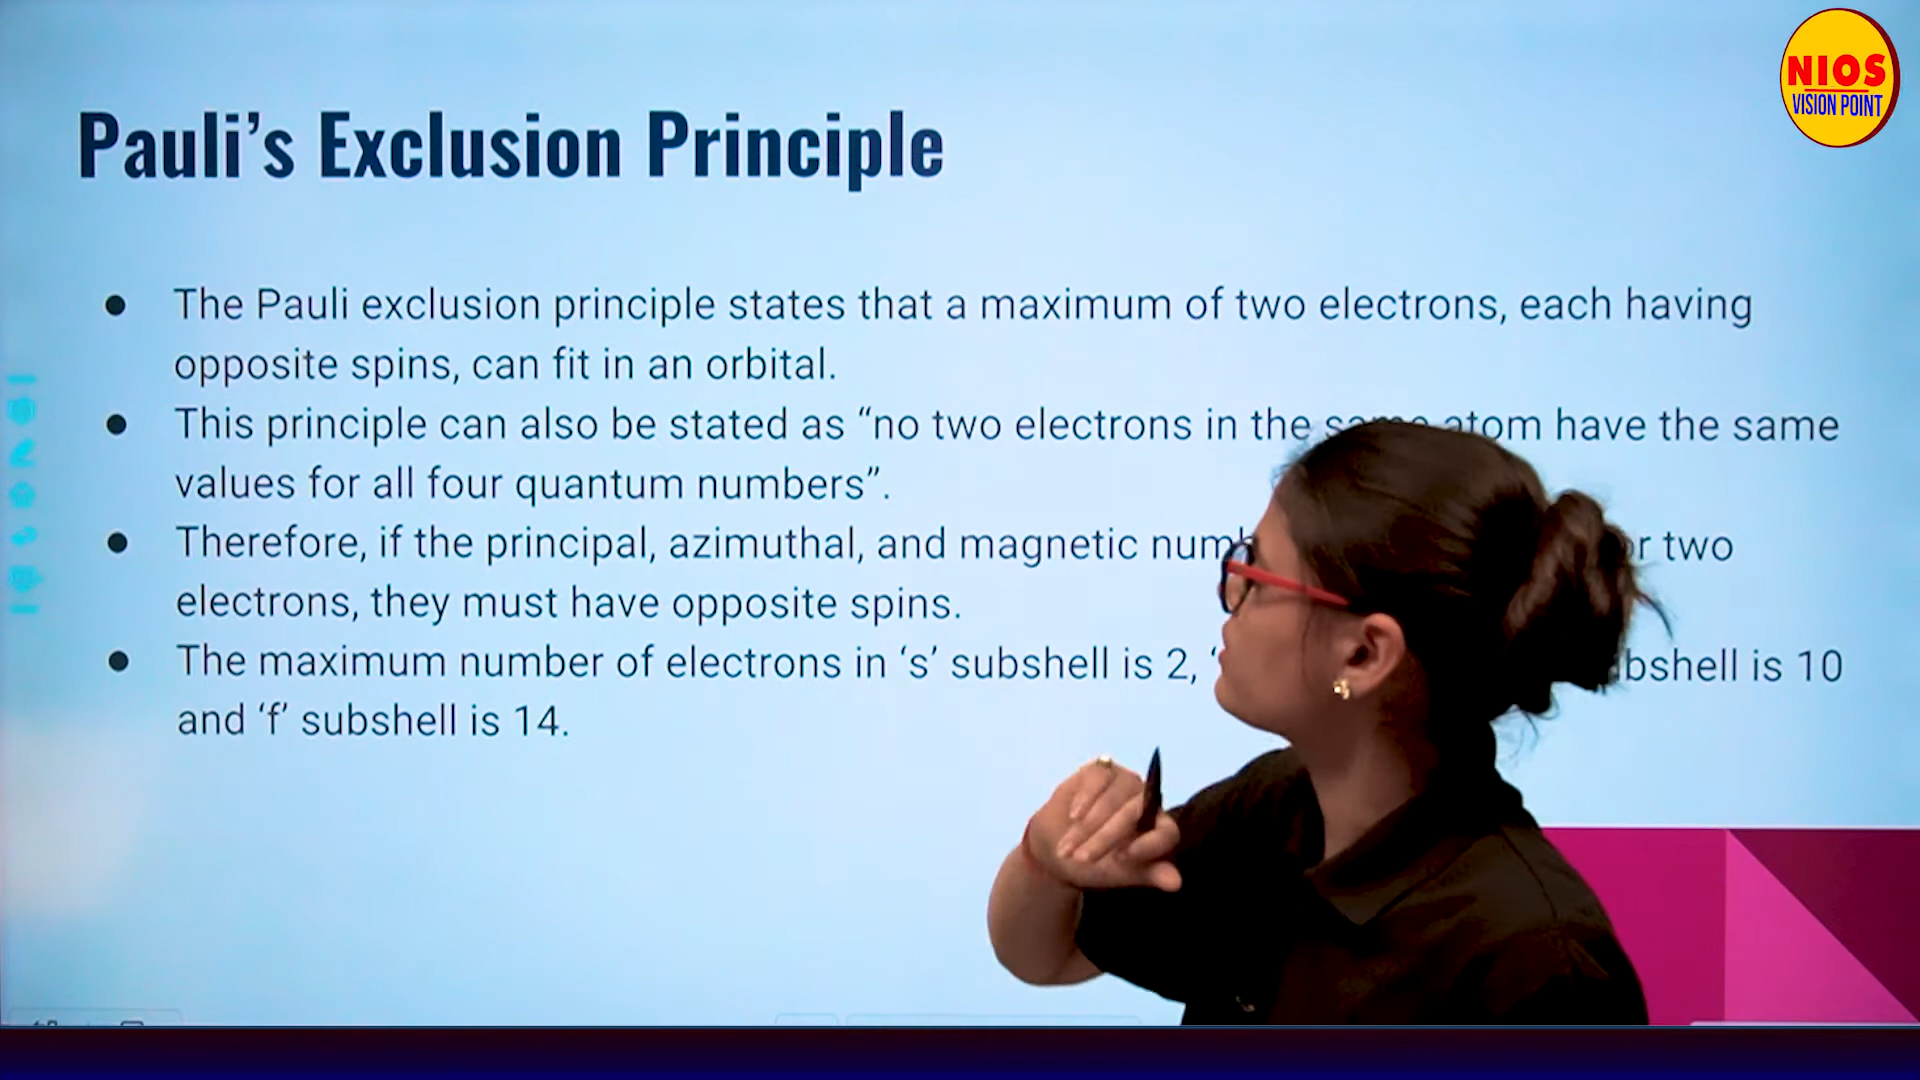 NIOS
VISION POINT
Pauli’s Exclusion Principle
● The Pauli exclusion principle states that a maximum of two electrons, each having
opposite spins, can fit in an orbital.
● This principle can also be stated as “no two electrons in the same atom have the same
values for all four quantum numbers”.
● Therefore, if the principal, azimuthal, and magnetic two
electrons, they must have opposite spins.
● The maximum number of electrons in ‘s’ subshell is 2, is 10
and ‘f’ subshell is 14.